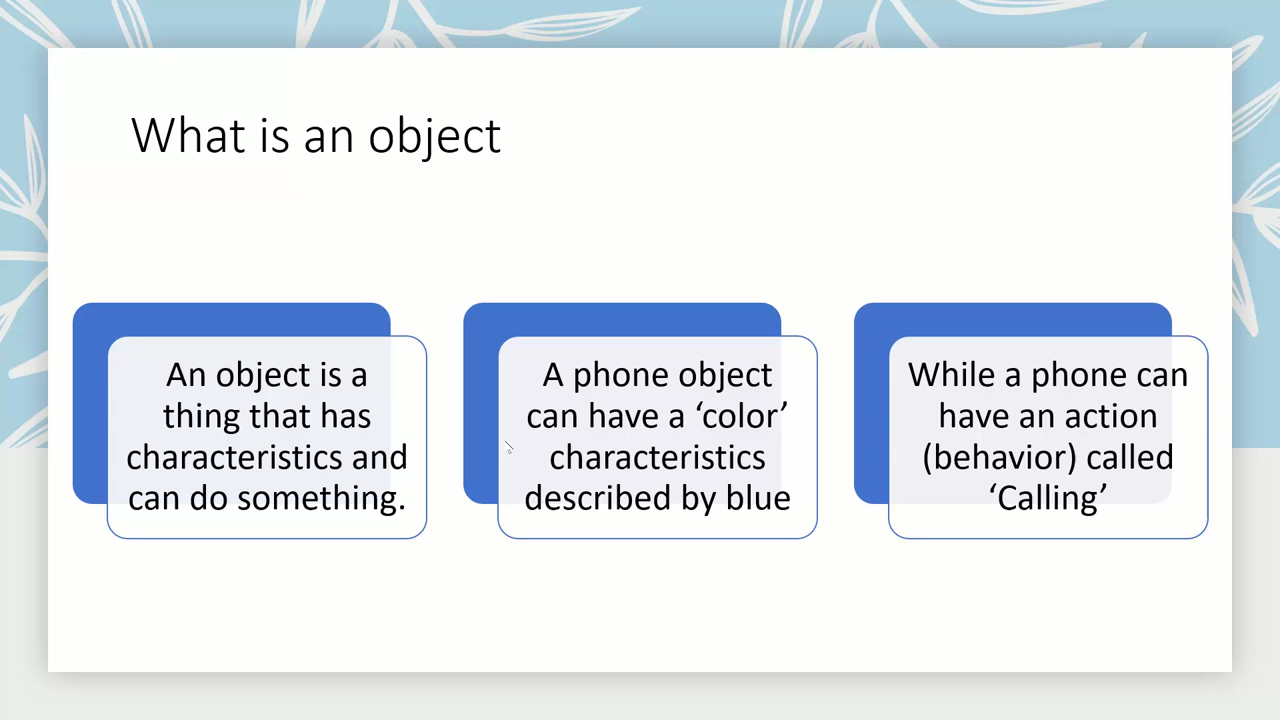 What is an object
An object is a
thing that has
characteristics and
can do something.
A phone object
can have a ‘color’
characteristics
described by blue
While a phone can
have an action
(behavior) called
‘Calling’